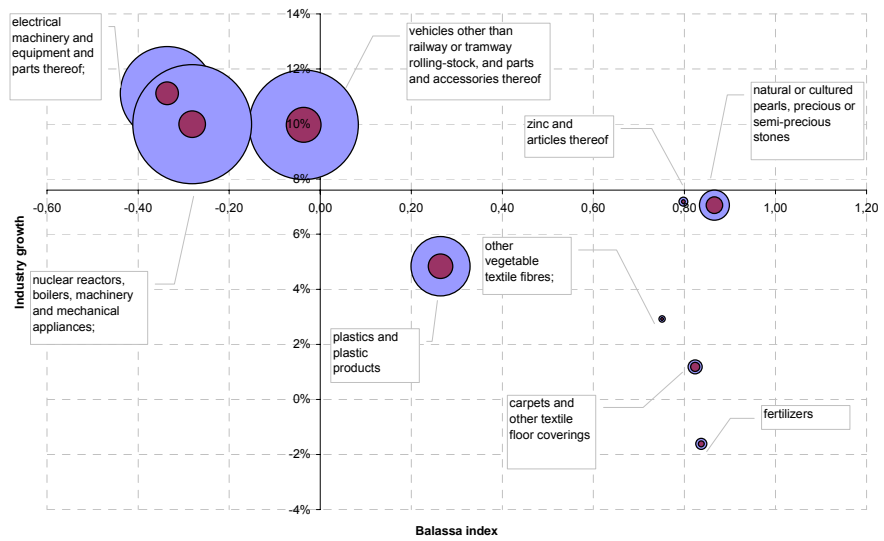 14%
12%
10%
8%
6%
4%
2%
0%
-2%
-4%
-0,60
-0,40
-0,20
0,00
0,20
0,40
0,60
0,80
1,00
1,20
Industry growth
Balassa index
electrical
machinery and
equipment and
parts thereof;
vehicles other than
railway or tramway
rolling-stock, and parts
and accessories thereof
zinc and
articles thereof
natural or cultured
pearls, precious or
semi-precious
stones
nuclear reactors,
boilers, machinery
and mechanical
appliances;
other
vegetable
textile fibres;
plastics and
plastic
products
carpets and
other textile
floor coverings
fertilizers